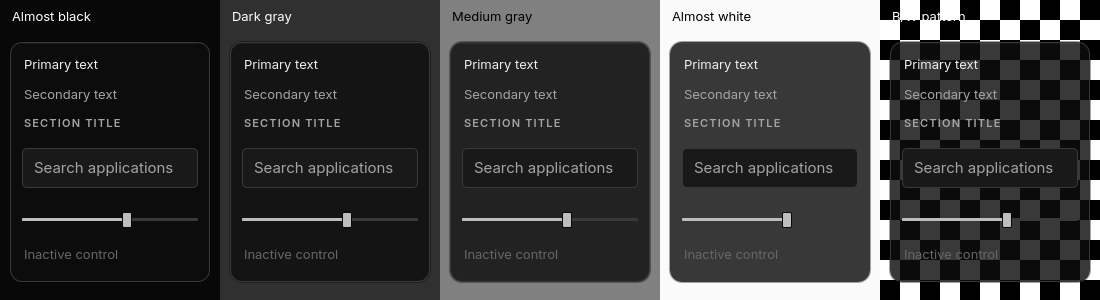 Almost black
Primary text
Secondary text
SECTION TITLE
Search applications
Inactive control
Dark gray
Primary text
Secondary text
SECTION TITLE
Search applications
Inactive control
Medium gray
Primary text
Secondary text
SECTION TITLE
Search applications
Inactive control
Almost white
Primary text
Secondary text
SECTION TITLE
Search applications
Inactive control
B/W pattern
Primary text
Secondary text
SECTION TITLE
Search applications
Inactive control